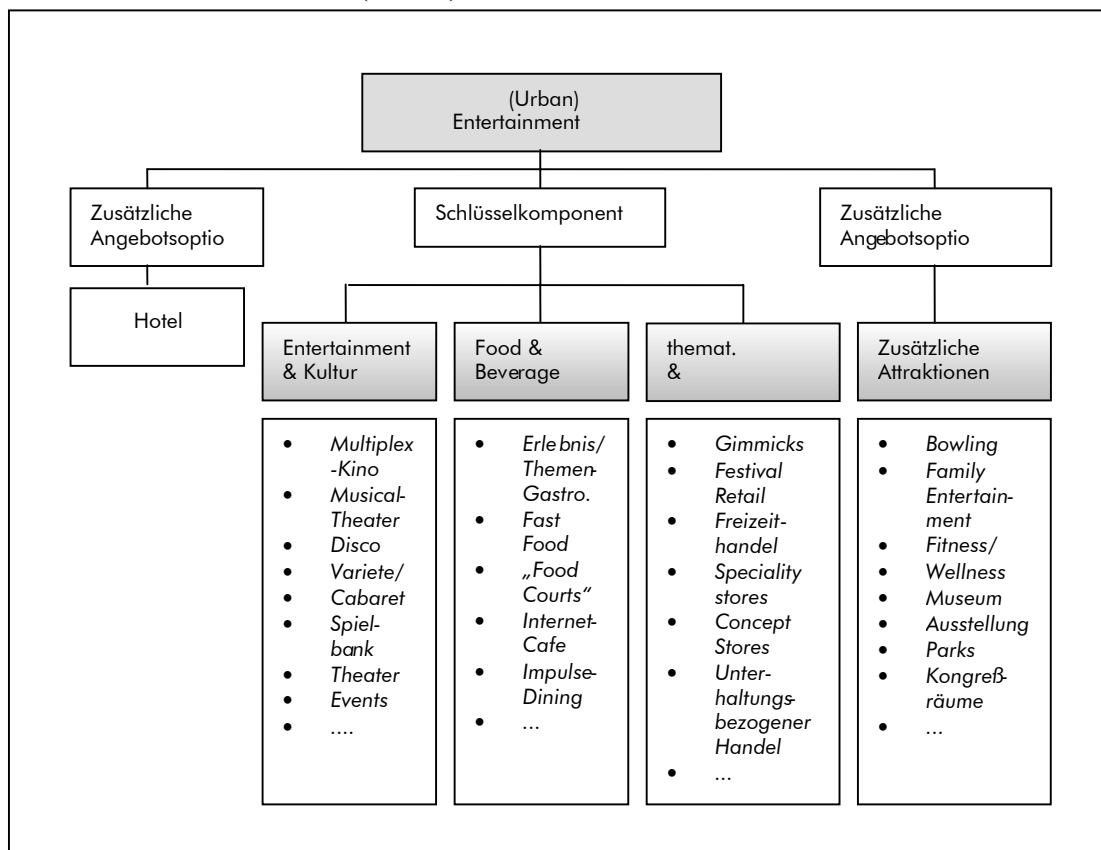 (Urban)
Entertainment
Zusätzliche
Angebotsoptio
Schlüsselkomponent
Zusätzliche
Angebotsoptio
Hotel
Entertainment
& Kultur
Food &
Beverage
themat.
&
Zusätzliche
Attraktionen
• Multiplex
-Kino
• Musical-
Theater
• Disco
• Variete/
• Cabaret
• Spiel-
bank
• Theater
• Events
• ....
• Erlebnis/
Themen-
Gastro.
• Fast
Food
• „Food
Courts“
• Internet-
Cafe
• Impulse-
Dining
• ...
• Gimmicks
• Festival
Retail
• Freizeit-
handel
• Speciality
stores
• Concept
Stores
• Unter-
haltungs-
bezogener
Handel
• ...
• Bowling
• Family
Entertain-
ment
• Fitness/
• Wellness
• Museum
• Ausstellung
• Parks
• Kongreß-
räume
• ...